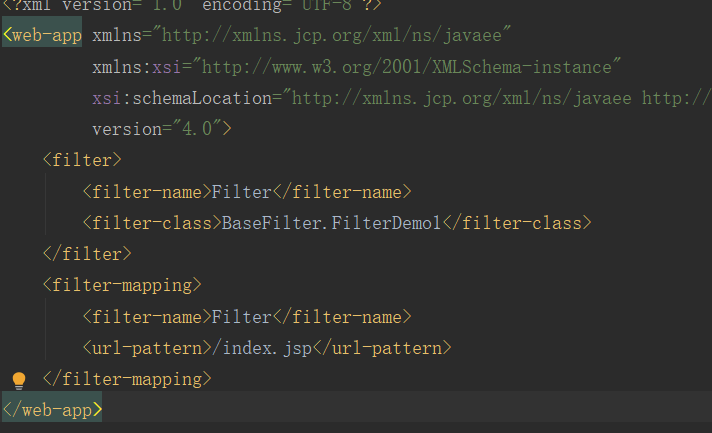 <?xml version="1.0" encoding="UTF-8"?>
<web-app xmlns="http://xmlns.jcp.org/xml/ns/javaee"
xmlns:xsi="http://www.w3.org/2001/XMLSchema-instance"
xsi:schemaLocation="http://xmlns.jcp.org/xml/ns/javaee http://
version="4.0">
<filter>
<filter-name>Filter</filter-name>
<filter-class>BaseFilter.FilterDemo1</filter-class>
</filter>
<filter-mapping>
<filter-name>Filter</filter-name>
<url-pattern>/index.jsp</url-pattern>
</filter-mapping>
</web-app>